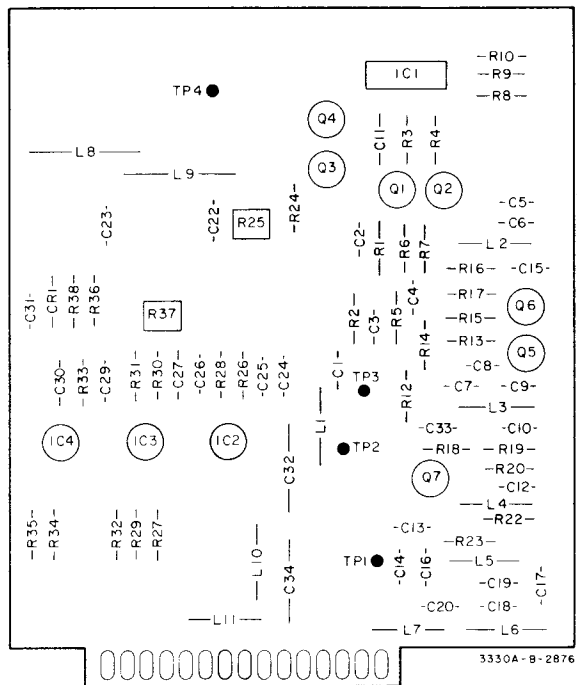 R10
IC1
R9
R8
TP4
Q4
C11
R3
R4
L8
Q3
L9
Q1
Q2
C5
C23
C22
R25
R24
C6
C2
R1
R6
R7
L2
R16
C15
C31
CR1
R38
R36
R37
C4
R17
Q6
R2
C3
R5
R15
R14
R13
Q5
C30
R33
C29
R31
R30
C27
C26
R28
R26
C25
C24
C1
TP3
C8
R12
C7
C9
L3
L1
C33
C10
IC4
IC3
IC2
TP2
R18
R19
C32
Q7
R20
C12
L4
R22
R35
R34
R32
R29
R27
C13
R23
L10
C34
TP1
C14
C16
L5
C19
C17
C20
C18
L11
L7
L6
3330A-B-2876